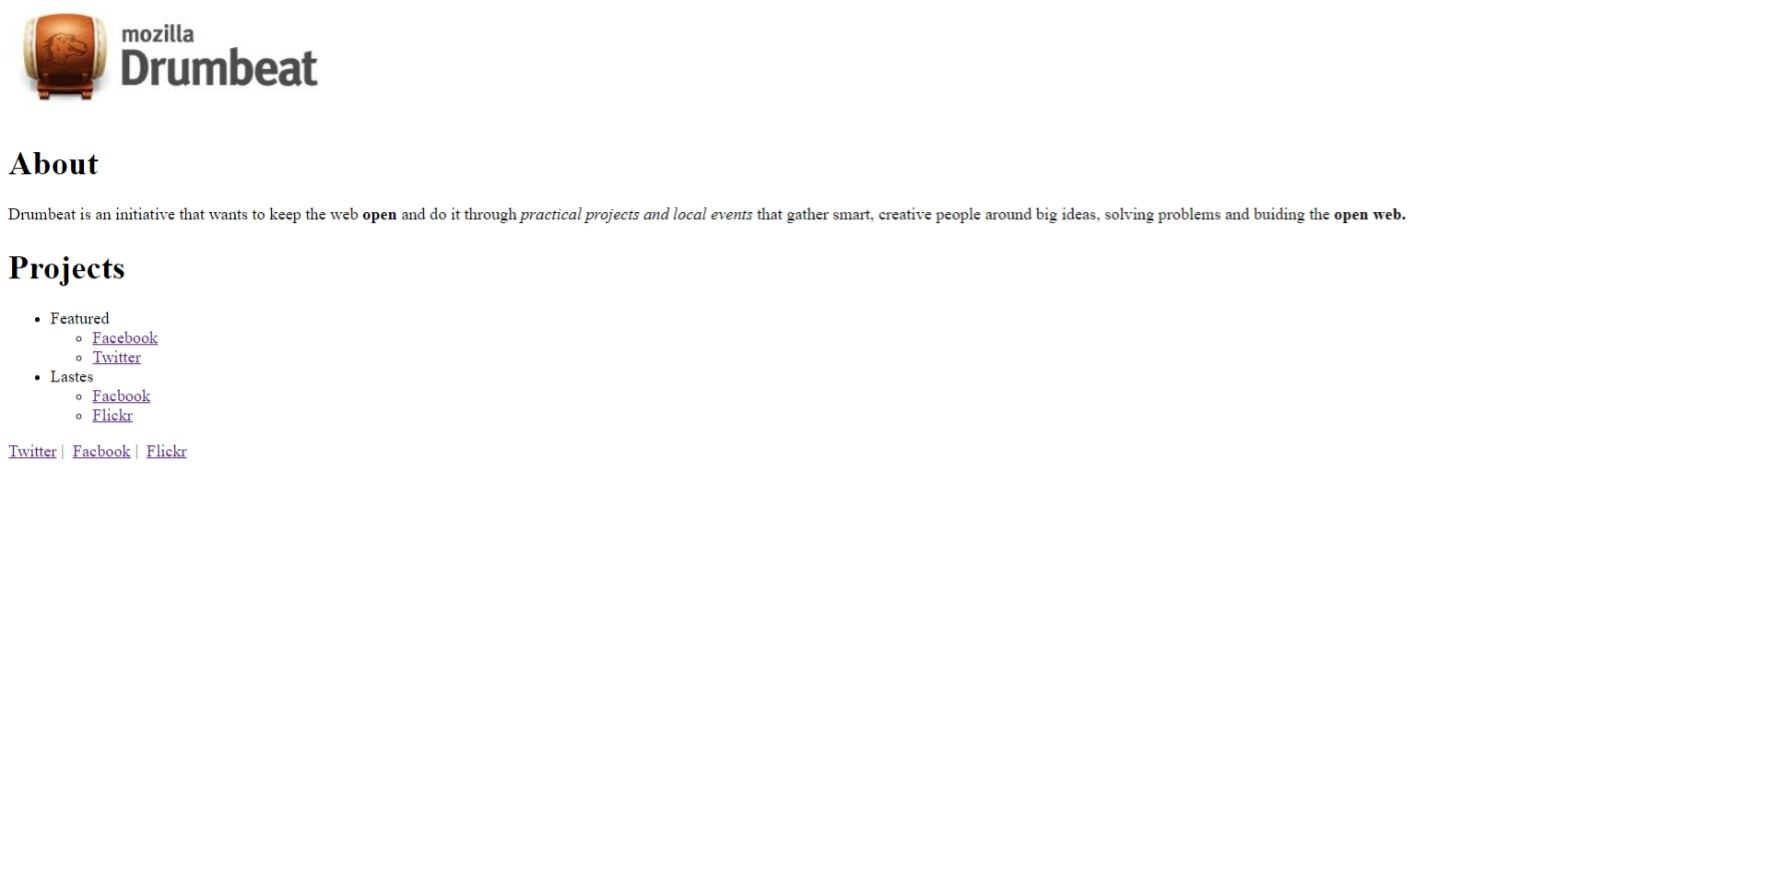 mozilla
Drumbeat
About
Drumbeat is an initiative that wants to keep the web open and do it through practical projects and local events that gather smart, creative people around big ideas, solving problems and buiding the open web.
Projects
Featured
Facebook
Twitter
Lastes
Facbook
Flickr
Twitter | Facbook | Flickr